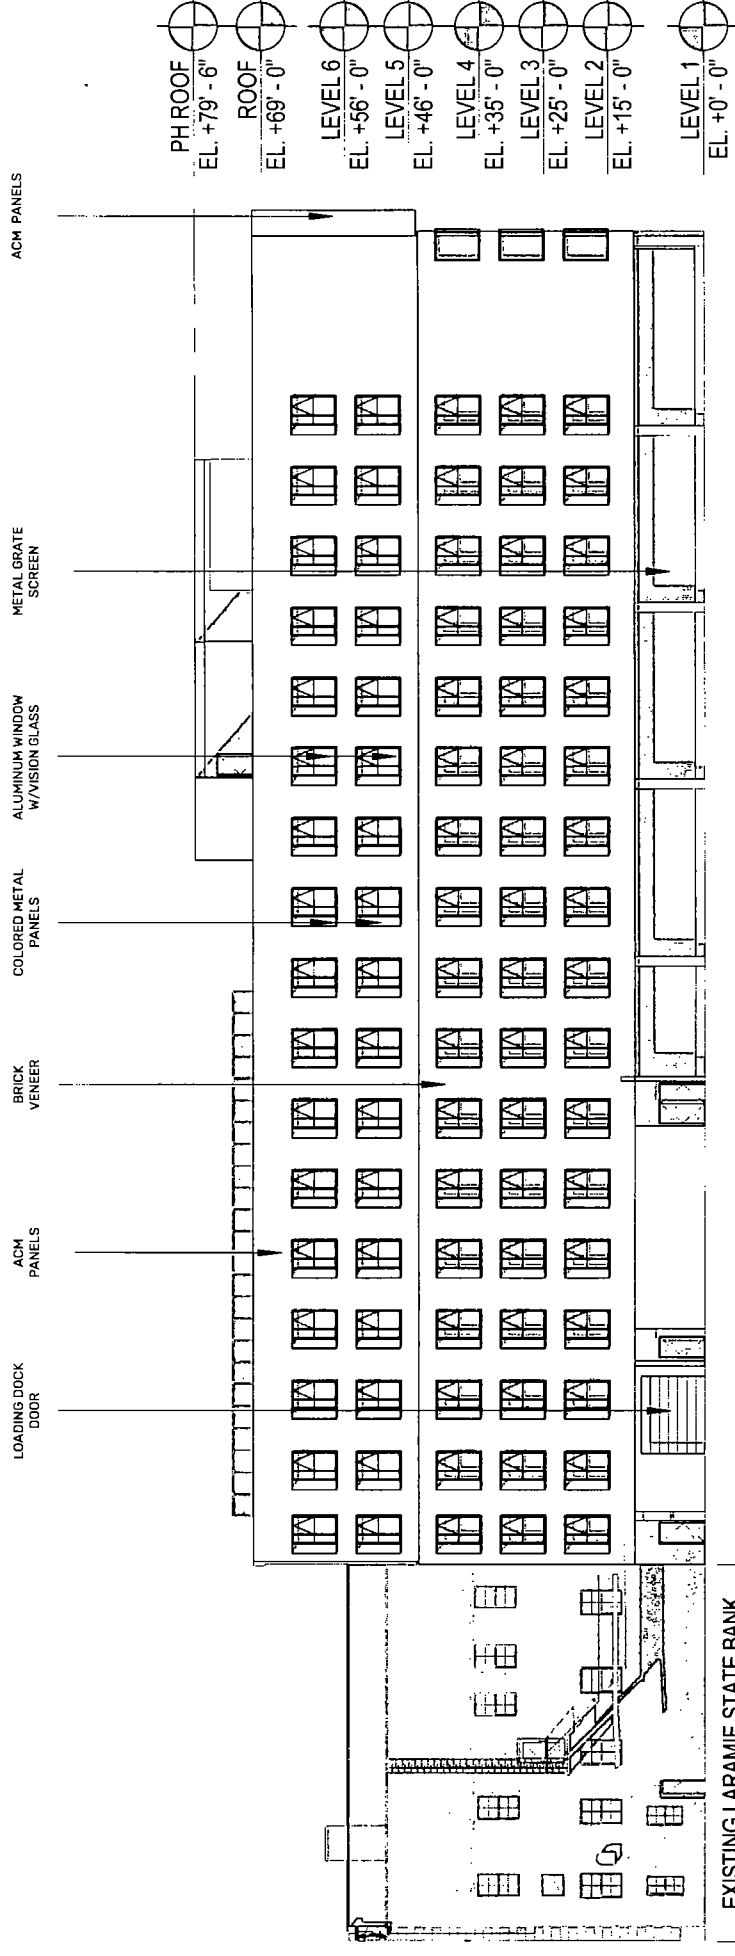 LOADING DOCK
DOOR
ACM
PANELS
BRICK
VENEER
COLORED METAL
PANELS
ALUMINUM WINDOW
W/VISION GLASS
METAL GRATE
SCREEN
ACM PANELS
PH ROOF
EL. +79' - 6"
ROOF
EL. +69' - 0"
LEVEL 6
EL. +56' - 0"
LEVEL 5
EL. +46' - 0"
LEVEL 4
EL. +35' - 0"
LEVEL 3
EL. +25' - 0"
LEVEL 2
EL. +15' - 0"
LEVEL 1
EL. +0' - 0"
EXISTING LARAMIE STATE BANK